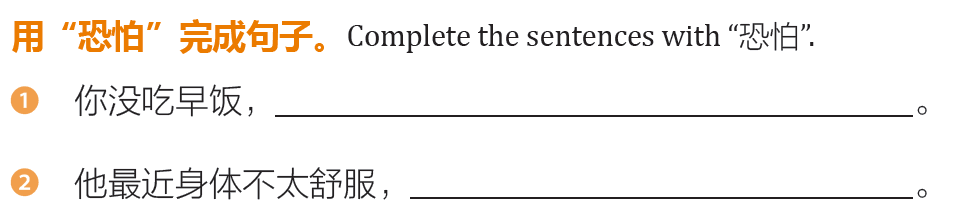 用“恐怕”完成句子。Complete the sentences with “恐怕”.
1 你没吃早饭，____________________。
2 他最近身体不太舒服，________________。